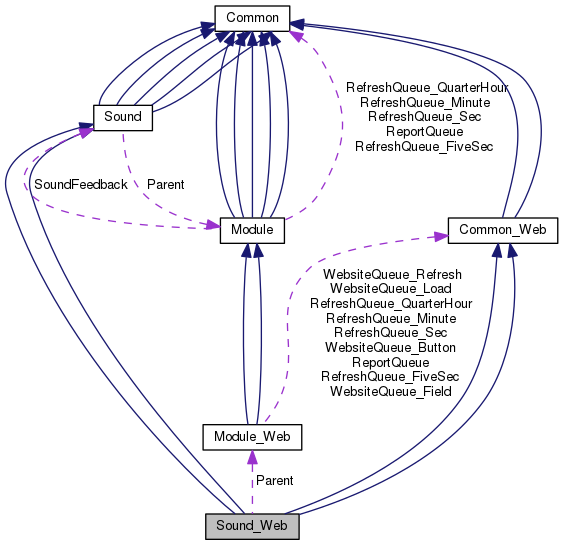 Common
RefreshQueue_QuarterHour
RefreshQueue_Minute
RefreshQueue_Sec
ReportQueue
RefreshQueue_FiveSec
Sound
SoundFeedback
Parent
Module
Common_Web
WebsiteQueue_Refresh
WebsiteQueue_Load
RefreshQueue_QuarterHour
RefreshQueue_Minute
RefreshQueue_Sec
WebsiteQueue_Button
ReportQueue
RefreshQueue_FiveSec
WebsiteQueue_Field
Module_Web
Parent
Sound_Web